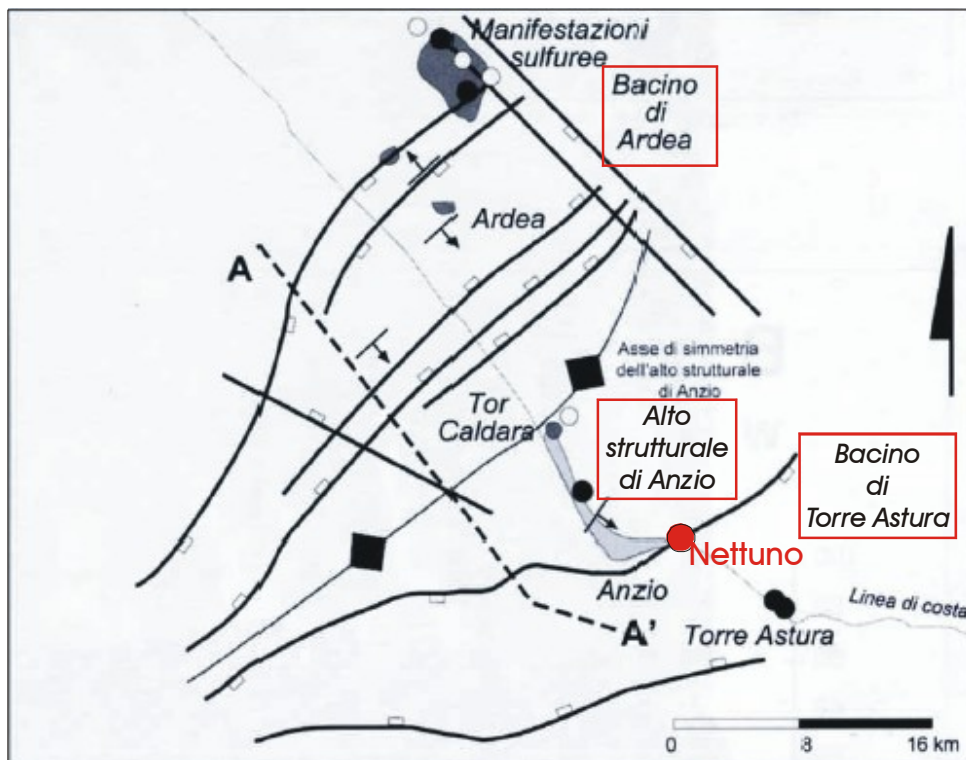 Manifestazioni
sulfuree
Bacino
di
Ardea
Ardea
A
Asse di simmetria
dell'alto strutturale
di Anzio
Tor
Caldara
Alto
strutturale
di Anzio
Bacino
di
Torre Astura
Nettuno
Anzio
Linea di costa
A'
Torre Astura
0
8
16 km